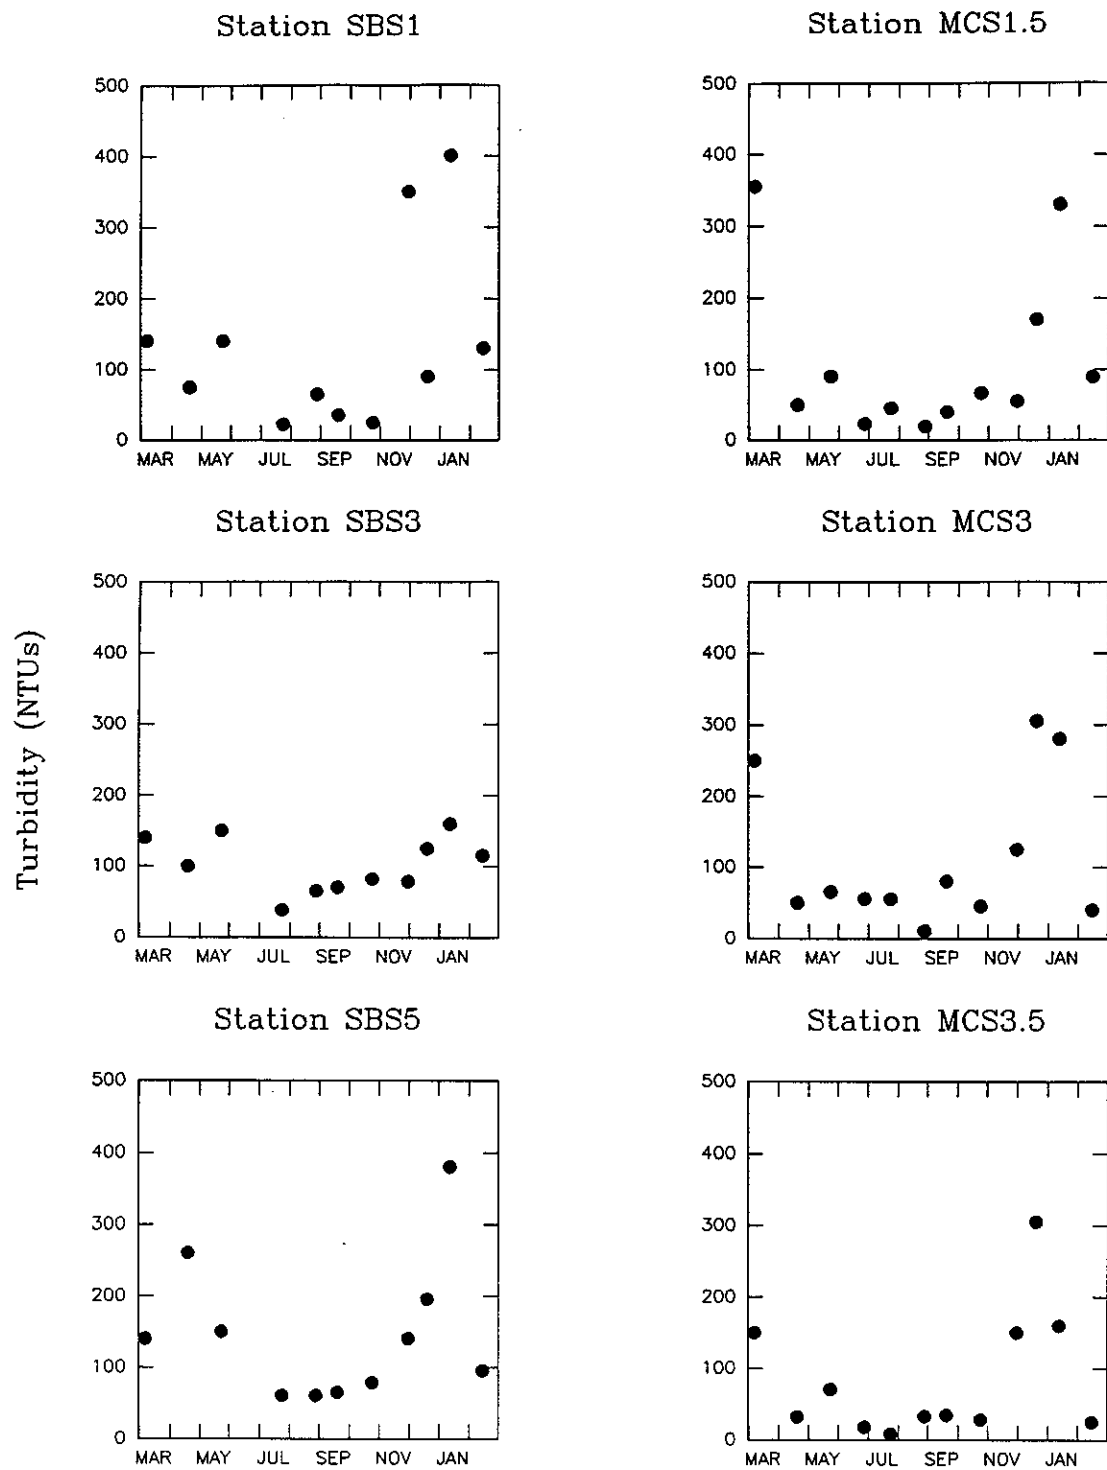 Station SBS1
500
400
300
200
100
0
MAR MAY JUL SEP NOV JAN
Station MCS1.5
500
400
300
200
100
0
MAR MAY JUL SEP NOV JAN
Turbidity (NTUs)
Station SBS3
500
400
300
200
100
0
MAR MAY JUL SEP NOV JAN
Station MCS3
500
400
300
200
100
0
MAR MAY JUL SEP NOV JAN
Station SBS5
500
400
300
200
100
0
MAR MAY JUL SEP NOV JAN
Station MCS3.5
500
400
300
200
100
0
MAR MAY JUL SEP NOV JAN